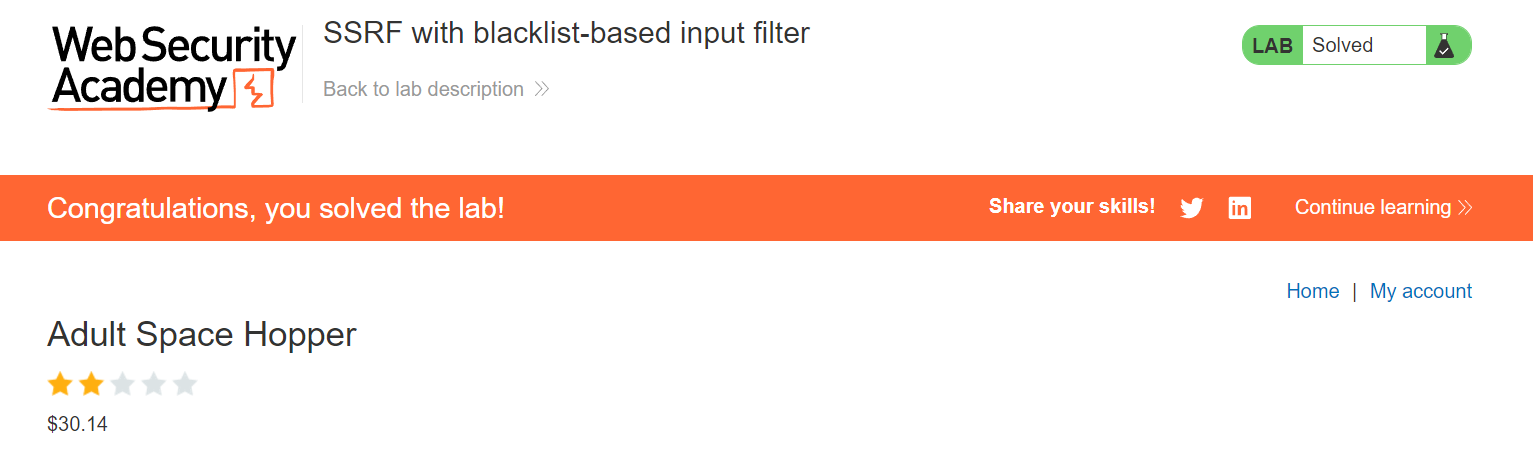 Web Security
Academy
SSRF with blacklist-based input filter
Back to lab description
LAB Solved
Congratulations, you solved the lab!
Share your skills!
Continue learning
Home | My account
Adult Space Hopper
$30.14